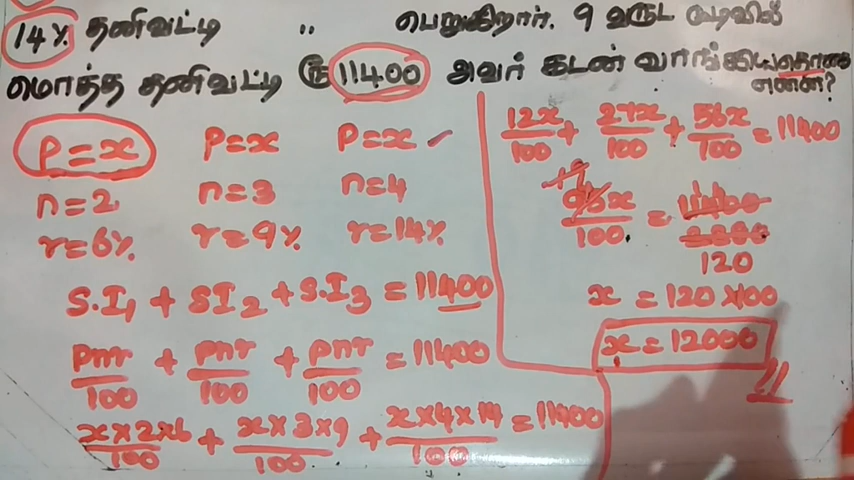 14% தனிவட்டி ,, பெறுகிறார். 9 வருட முடிவில்
மொத்த தனிவட்டி ரூ 11400 அவர் கடன் வாங்கிய தொகை
என்ன?
P=x P=x P=x
n=2 n=3 n=4
r=6% r=9% r=14%
S.I1 + SI2 + S.I3 = 11400
pnr/100 + pnr/100 + pnr/100 = 11400
x×2×6/100 + x×3×9/100 + x×4×14/100 = 11400
12x/100 + 27x/100 + 56x/100 = 11400
x/100 = 11400
120
x = 120×100
x = 12000